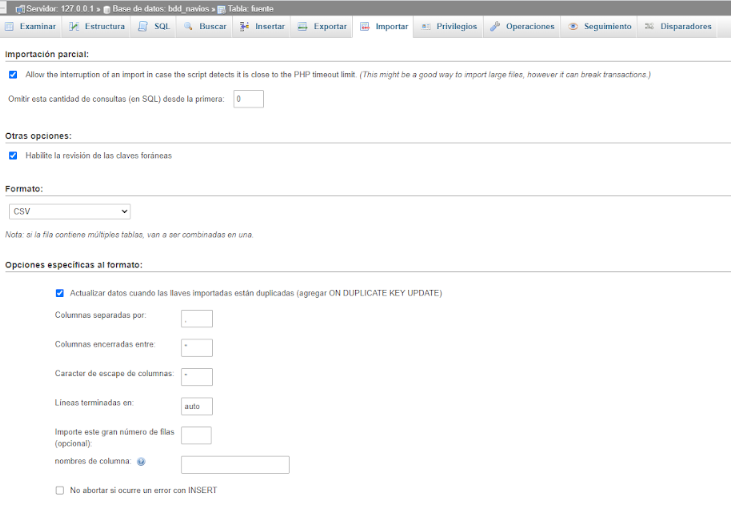 Servidor: 127.0.0.1 » Base de datos: bdd_navios » Tabla: fuente
Examinar Estructura SQL Buscar Insertar Exportar Importar Privilegios Operaciones Seguimiento Disparadores
Importación parcial:
Allow the interruption of an import in case the script detects it is close to the PHP timeout limit. (This might be a good way to import large files, however it can break transactions.)
Omitir esta cantidad de consultas (en SQL) desde la primera: 0
Otras opciones:
Habilite la revisión de las claves foráneas
Formato:
CSV
Nota: si la fila contiene múltiples tablas, van a ser combinadas en una.
Opciones específicas al formato:
Actualizar datos cuando las llaves importadas están duplicadas (agregar ON DUPLICATE KEY UPDATE)
Columnas separadas por: ,
Columnas encerradas entre: "
Caracter de escape de columnas: "
Líneas terminadas en: auto
Importe este gran número de filas
(opcional):
nombres de columna:
No abortar si ocurre un error con INSERT